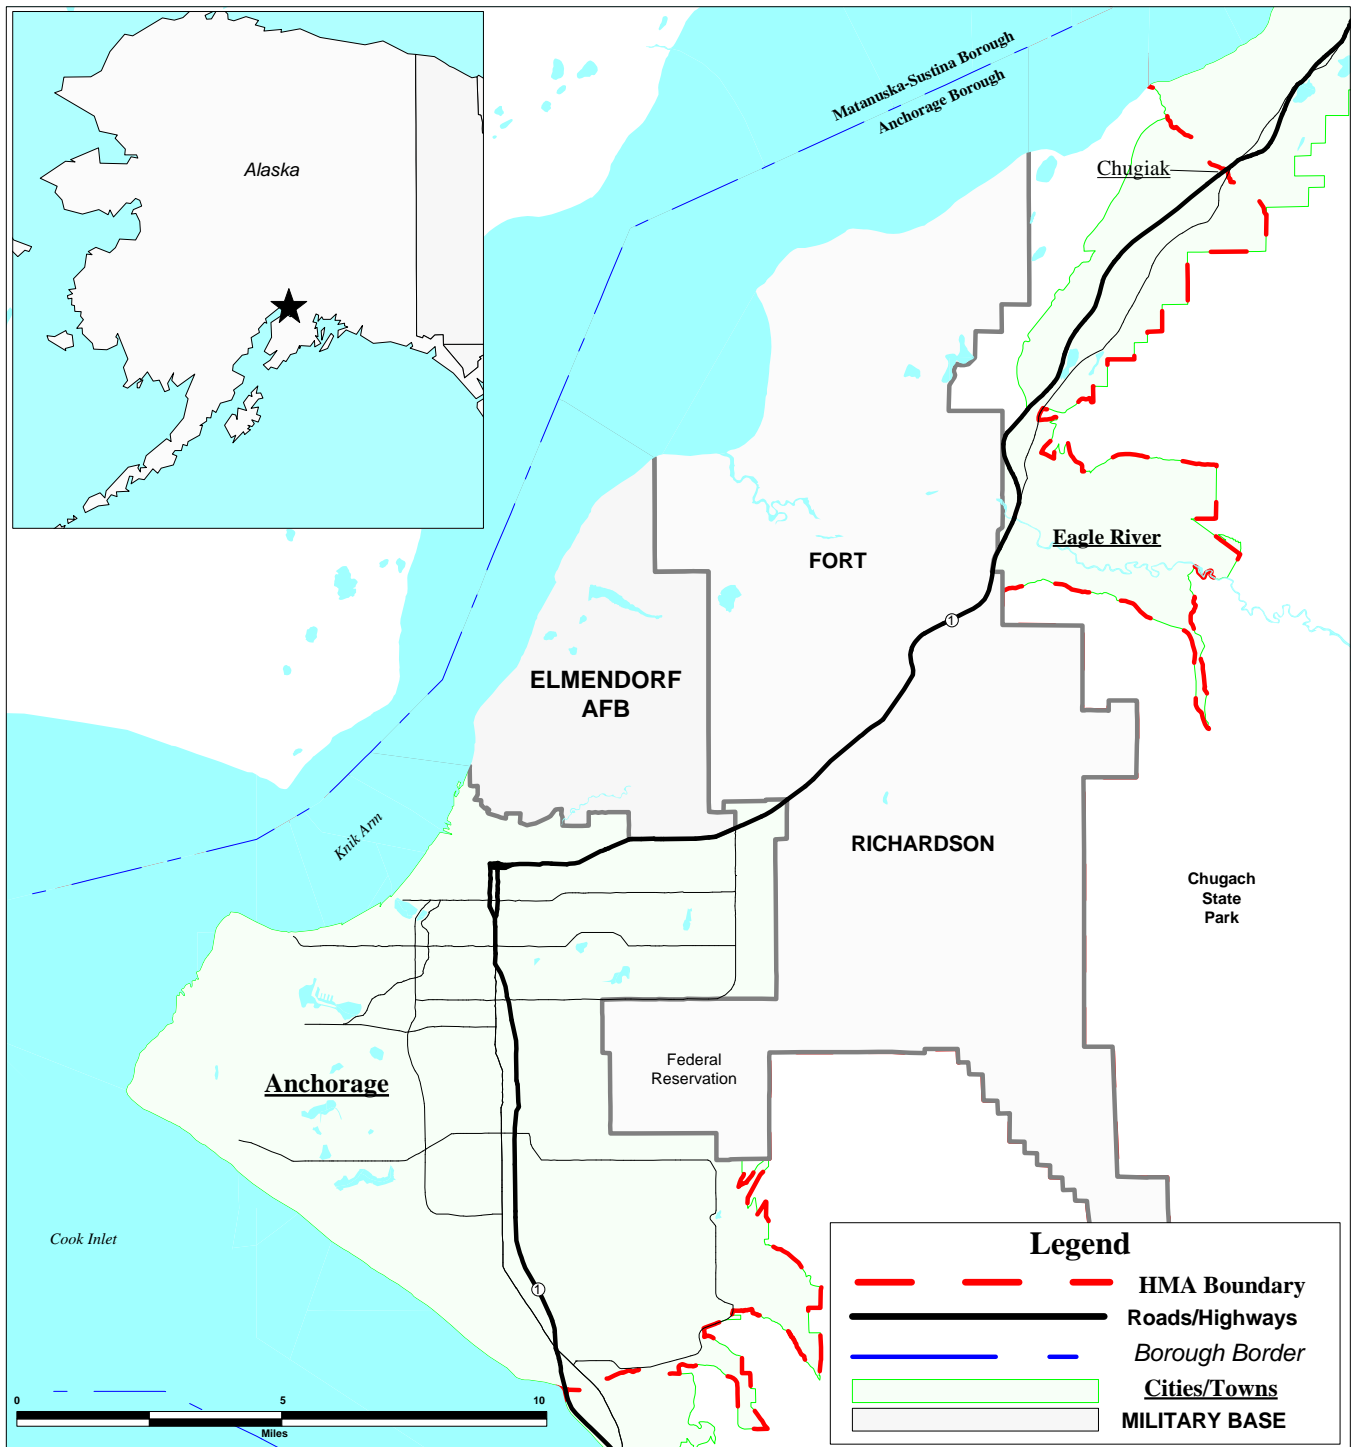 Alaska
Matanuska-Sustina Borough
Anchorage Borough
Chugiak
Eagle River
FORT
1
ELMENDORF
AFB
Knik Arm
RICHARDSON
Chugach
State
Park
Federal
Reservation
Anchorage
Cook Inlet
1
Legend
HMA Boundary
Roads/Highways
Borough Border
Cities/Towns
MILITARY BASE
0 5 10
Miles